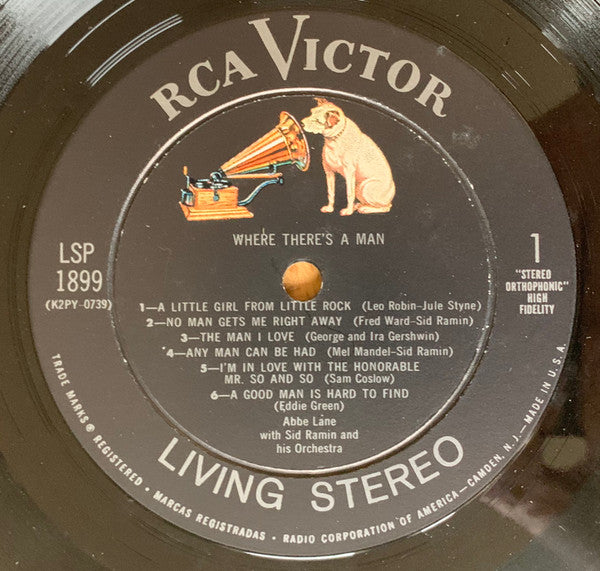 RCA VICTOR
WHERE THERE'S A MAN
LSP
1899
(K2PY-0739)
1
"STEREO
ORTHOPHONIC"
HIGH
FIDELITY
1—A LITTLE GIRL FROM LITTLE ROCK (Leo Robin-Jule Styne)
2—NO MAN GETS ME RIGHT AWAY (Fred Ward-Sid Ramin)
3—THE MAN I LOVE (George and Ira Gershwin)
4—ANY MAN CAN BE HAD (Mel Mandel-Sid Ramin)
5—I'M IN LOVE WITH THE HONORABLE
MR. SO AND SO (Sam Coslow)
6—A GOOD MAN IS HARD TO FIND
(Eddie Green)
Abbe Lane
with Sid Ramin and
his Orchestra
LIVING STEREO
TRADE MARKS ® REGISTERED • MARCAS REGISTRADAS • RADIO CORPORATION OF AMERICA—CAMDEN, N. J.—MADE IN U.S.A.